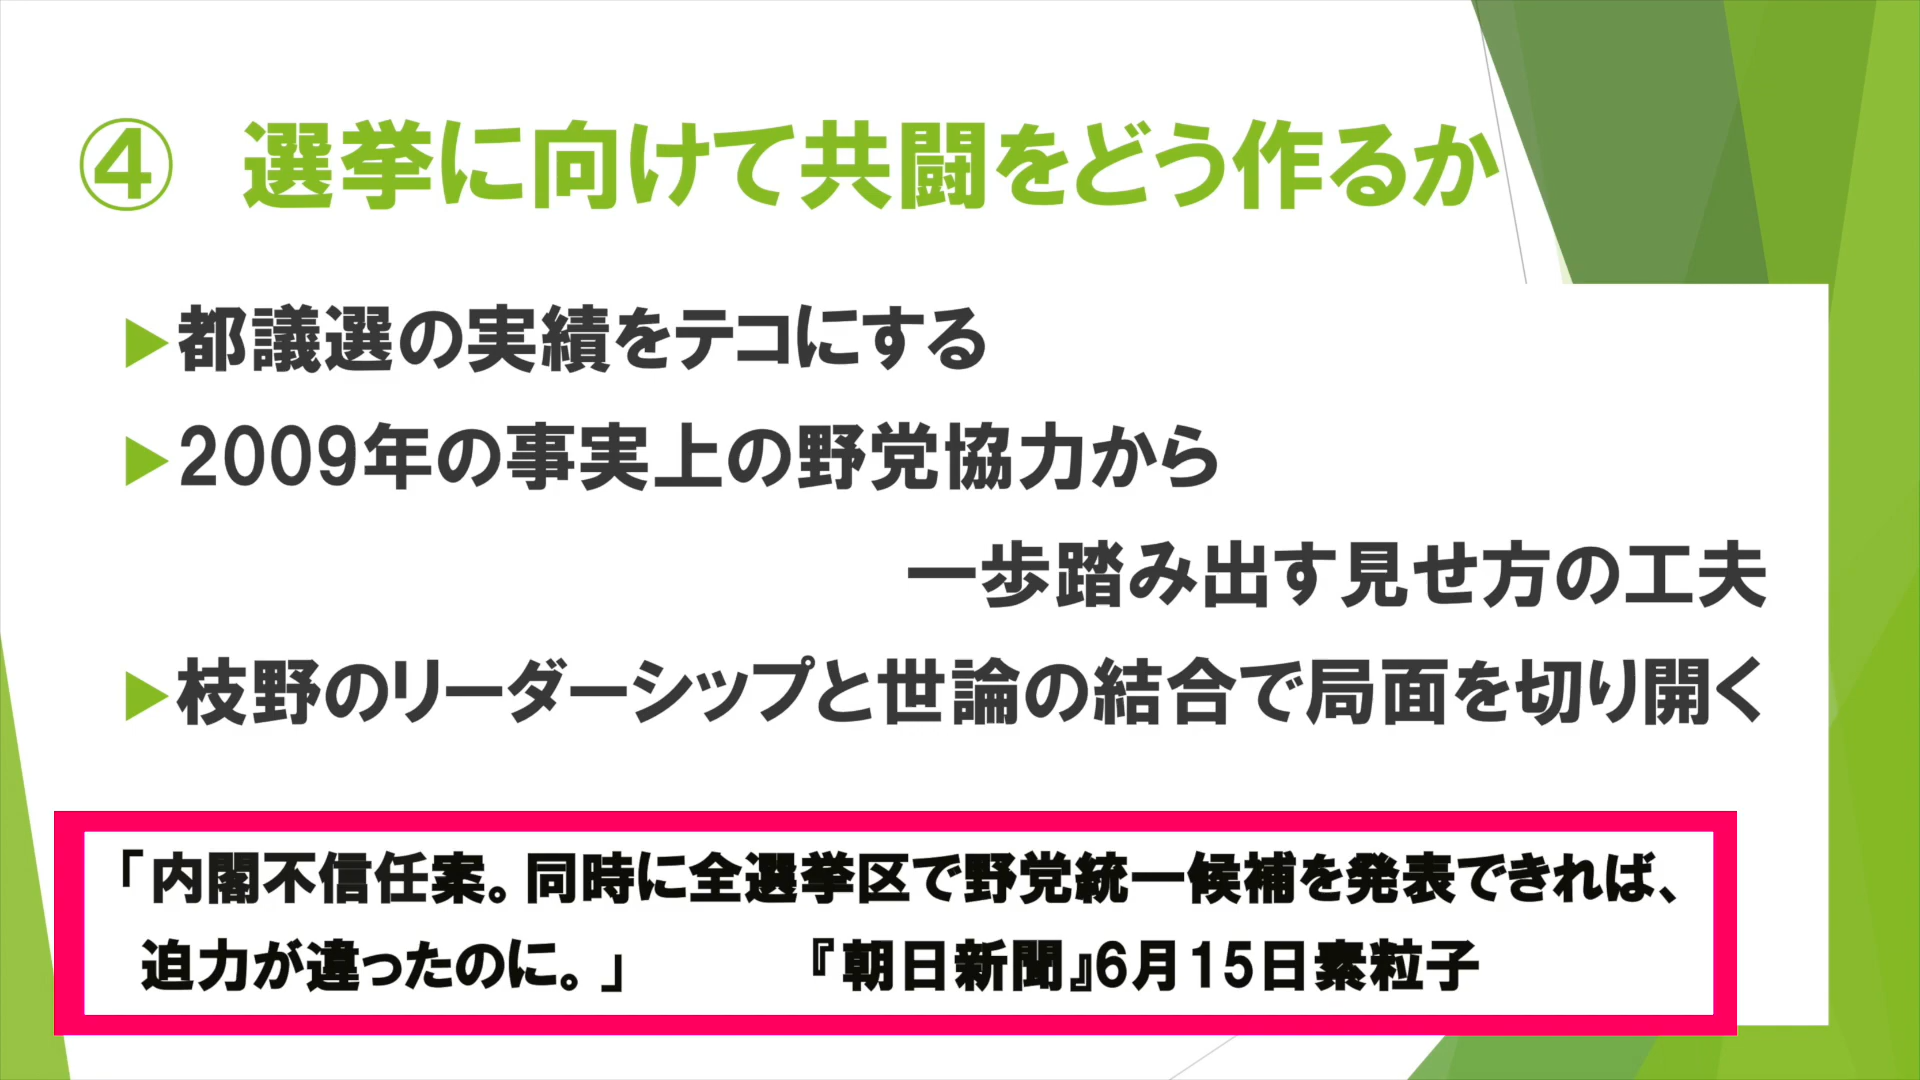 ④　選挙に向けて共闘をどう作るか
▶都議選の実績をテコにする
▶2009年の事実上の野党協力から
一歩踏み出す見せ方の工夫
▶枝野のリーダーシップと世論の結合で局面を切り開く
「内閣不信任案。同時に全選挙区で野党統一候補を発表できれば、
迫力が違ったのに。」　『朝日新聞』6月15日素粒子